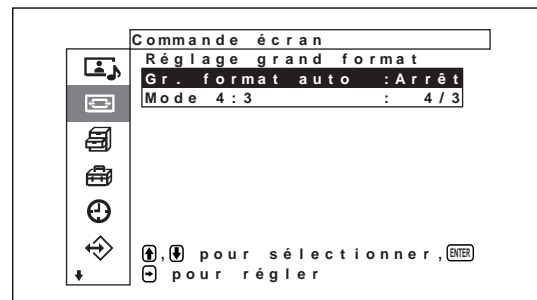 Commande écran
Réglage grand format
Gr. format auto :Arrêt
Mode 4:3 : 4/3
, pour sélectionner, ENTER
pour régler